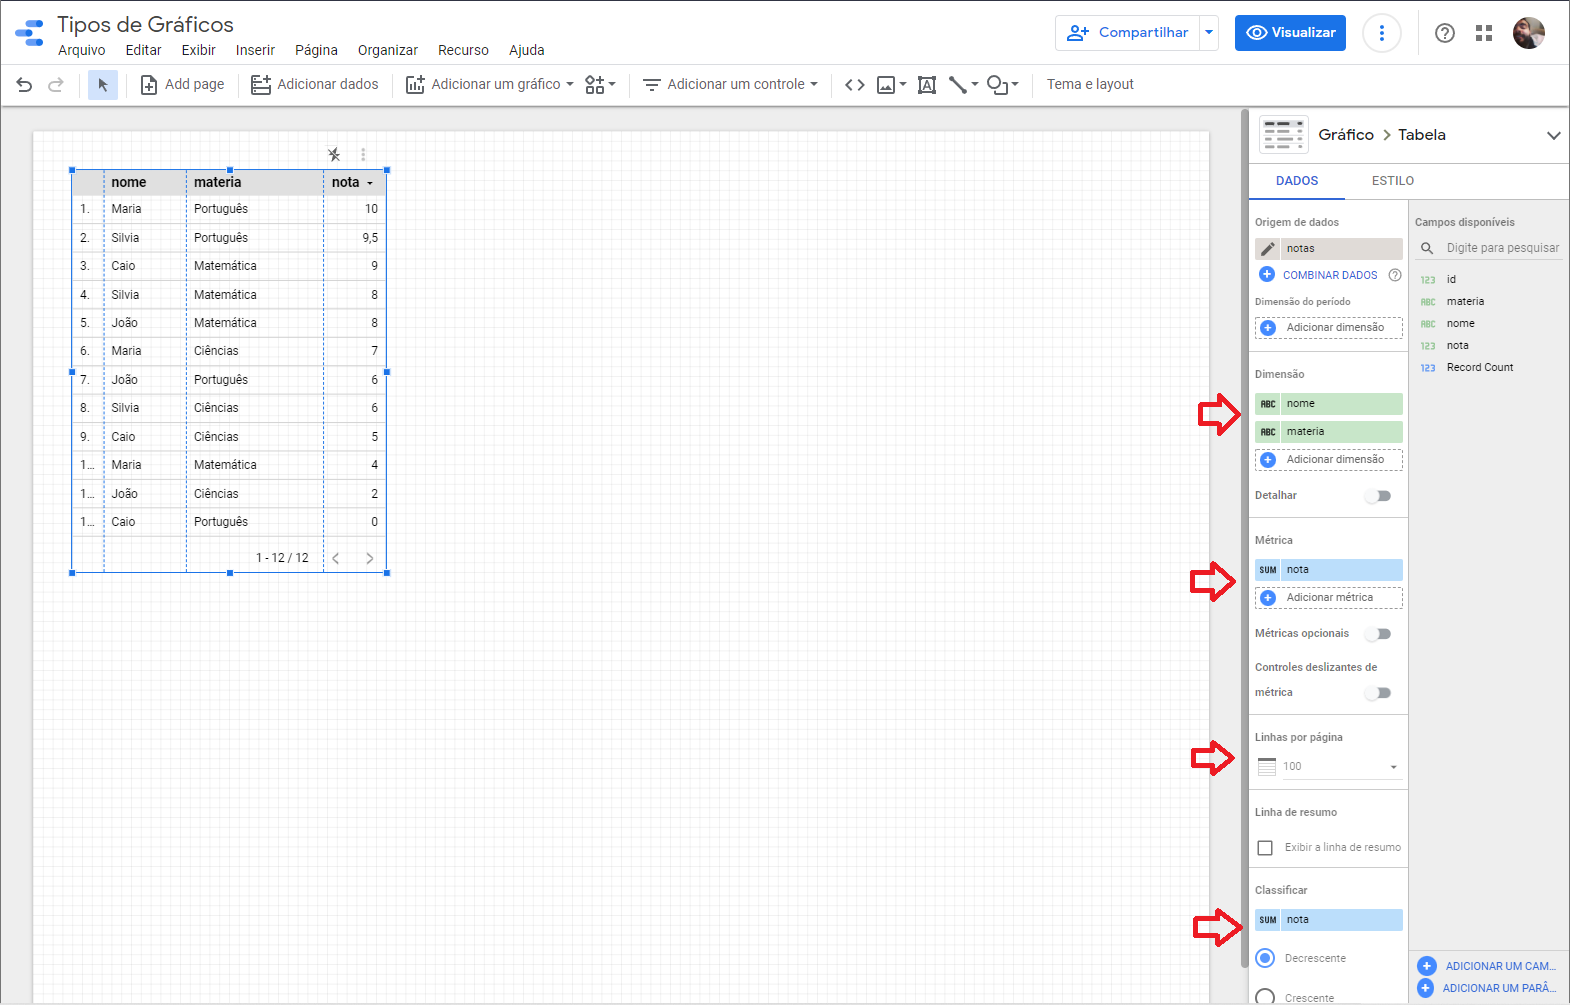 Tipos de Gráficos
Arquivo Editar Exibir Inserir Página Organizar Recurso Ajuda
Compartilhar
Visualizar
Add page Adicionar dados Adicionar um gráfico Adicionar um controle Tema e layout
nome materia nota
1. Maria Português 10
2. Silvia Português 9,5
3. Caio Matemática 9
4. Silvia Matemática 8
5. João Matemática 8
6. Maria Ciências 7
7. João Português 6
8. Silvia Ciências 6
9. Caio Ciências 5
1... Maria Matemática 4
1... João Ciências 2
1... Caio Português 0
1 - 12 / 12
Gráfico > Tabela
DADOS ESTILO
Origem de dados
notas
COMBINAR DADOS
Dimensão do período
Adicionar dimensão
Dimensão
ABC nome
ABC materia
Adicionar dimensão
Detalhar
Métrica
SUM nota
Adicionar métrica
Métricas opcionais
Controles deslizantes de
métrica
Linhas por página
100
Linha de resumo
Exibir a linha de resumo
Classificar
SUM nota
Decrescente
Crescente
Campos disponíveis
Digite para pesquisar
123 id
ABC materia
ABC nome
123 nota
123 Record Count
ADICIONAR UM CAM...
ADICIONAR UM PARÂ...